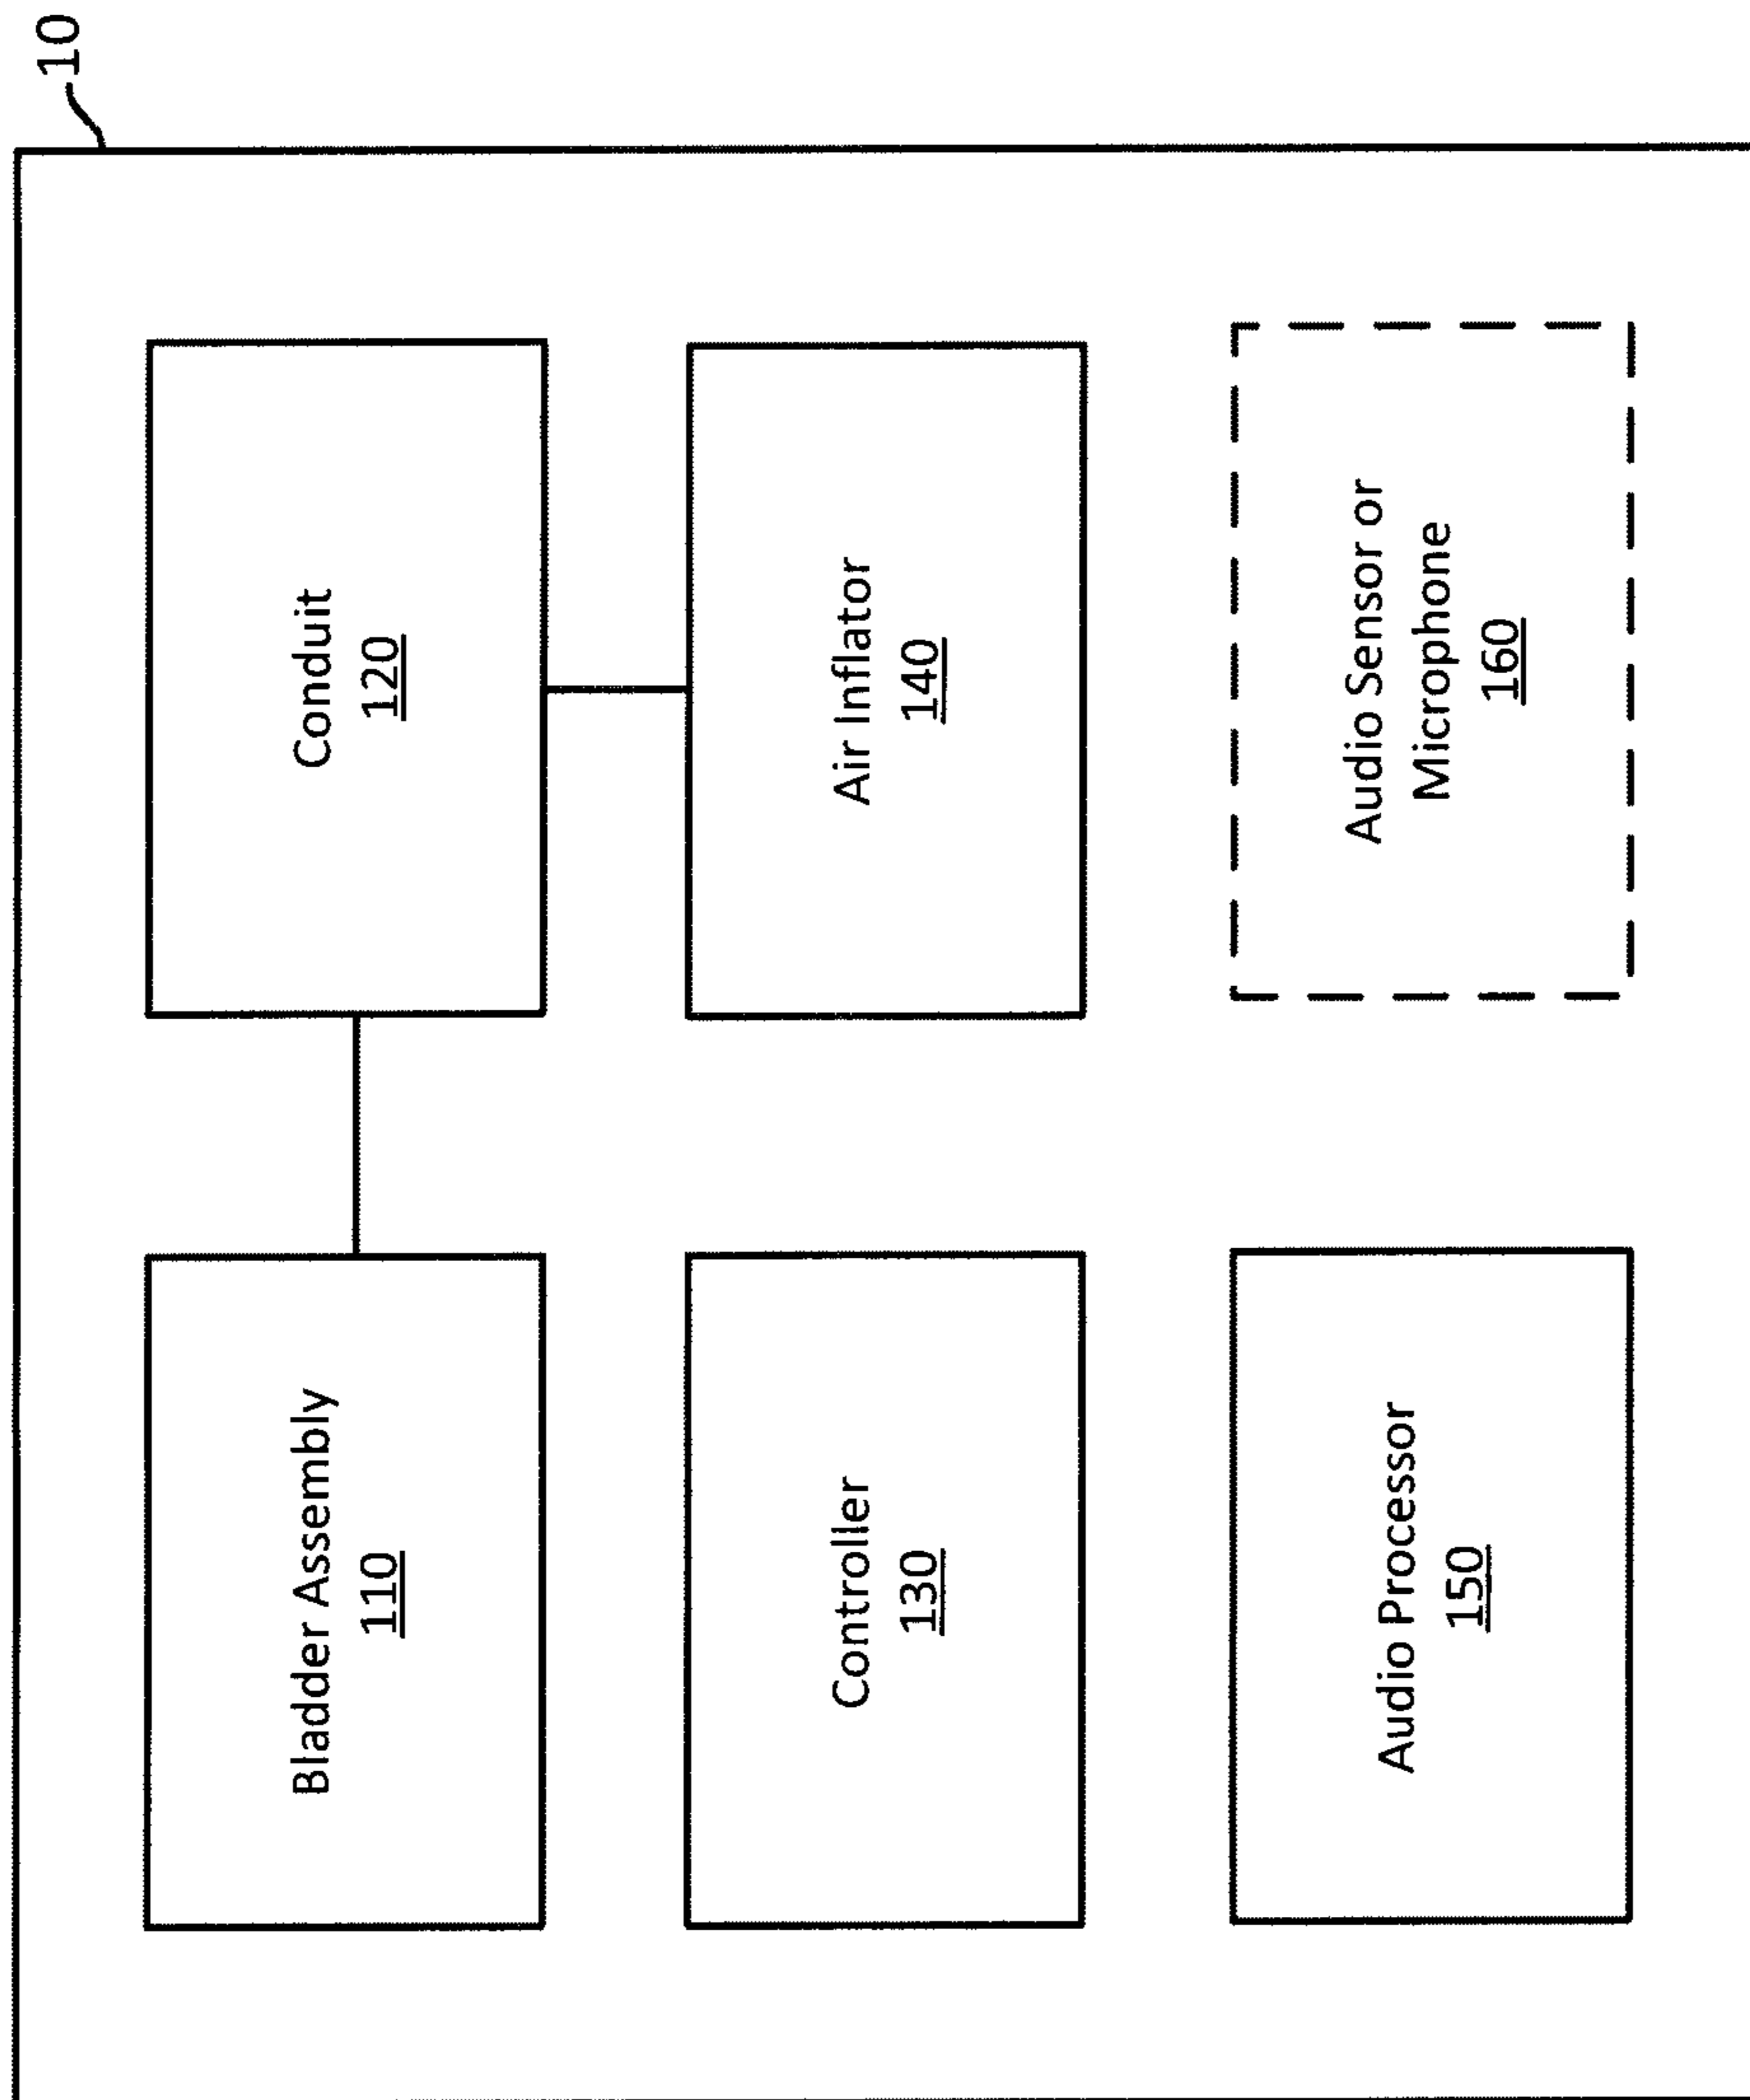 10
Bladder Assembly
110
Conduit
120
Controller
130
Air Inflator
140
Audio Processor
150
Audio Sensor or
Microphone
160